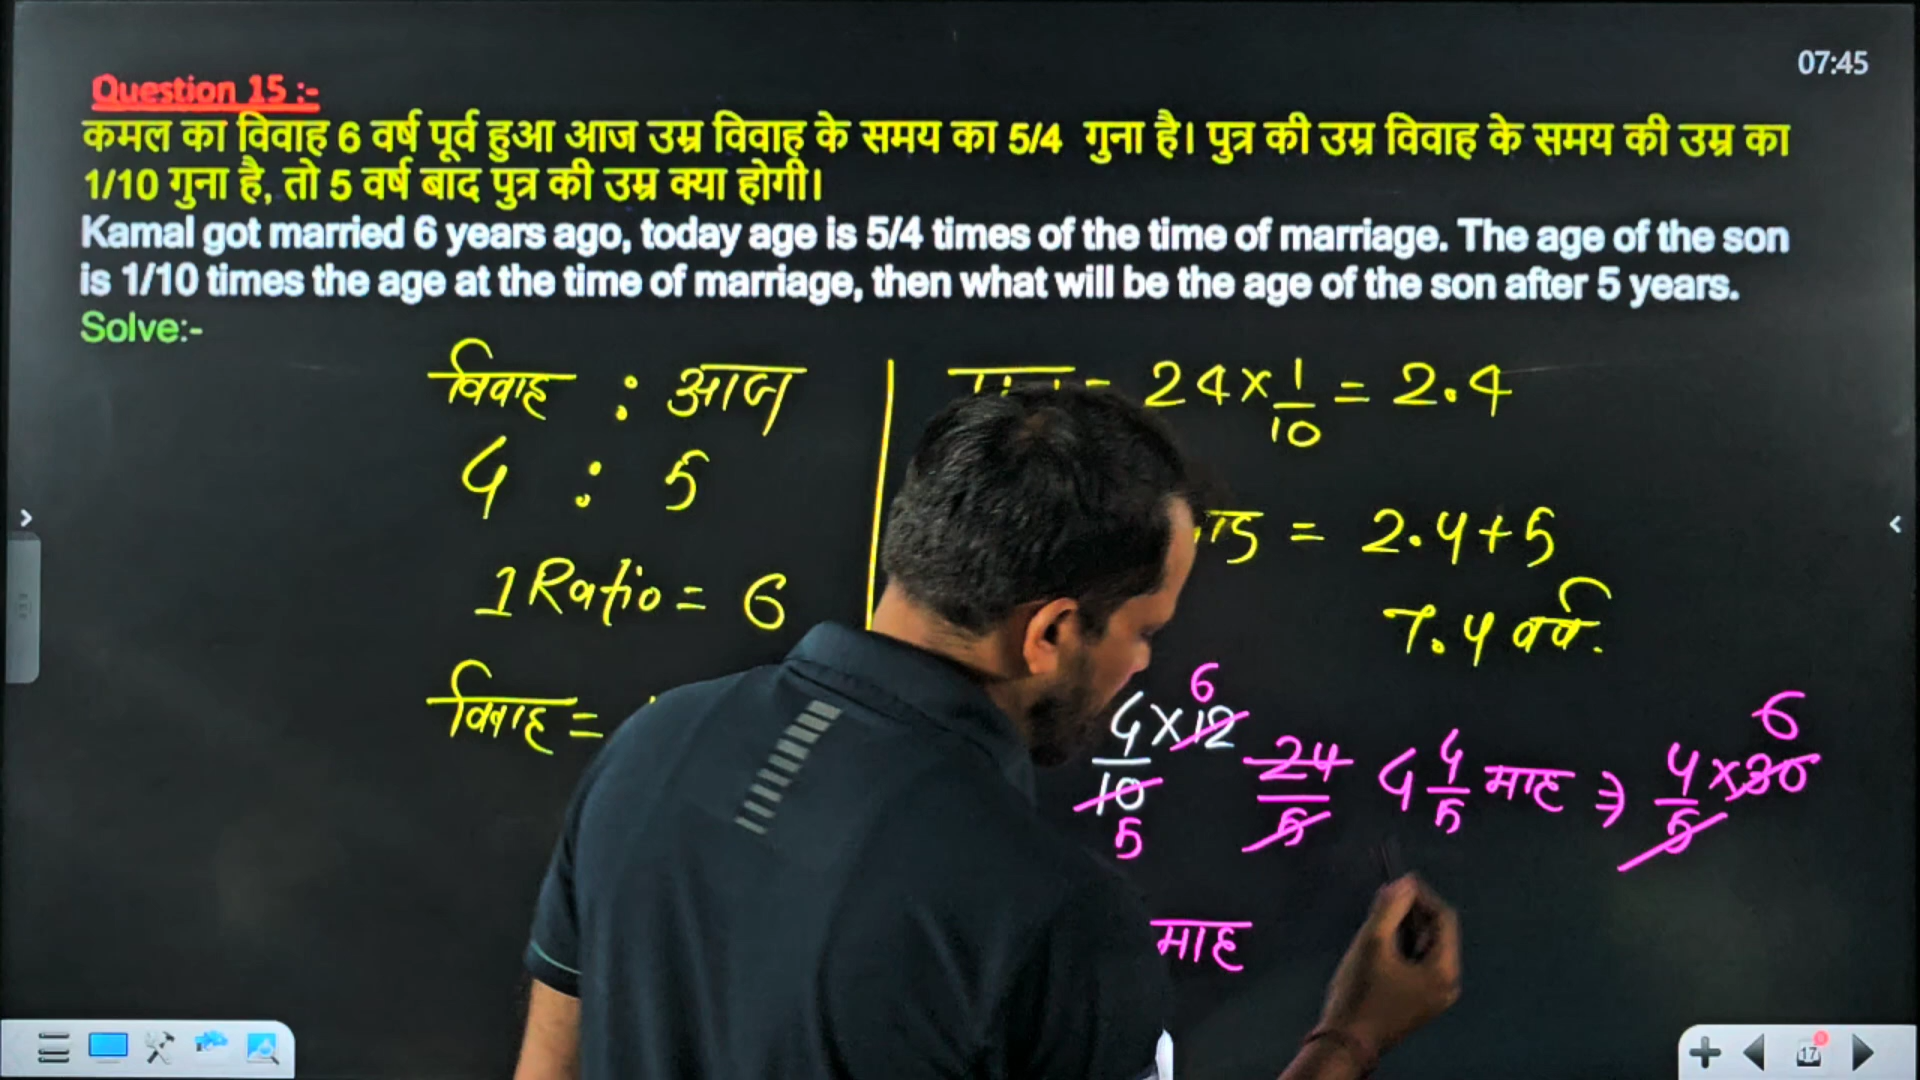 07:45
Question 15 :-
कमल का विवाह 6 वर्ष पूर्व हुआ आज उम्र विवाह के समय का 5/4 गुना है। पुत्र की उम्र विवाह के समय की उम्र का
1/10 गुना है, तो 5 वर्ष बाद पुत्र की उम्र क्या होगी।
Kamal got married 6 years ago, today age is 5/4 times of the time of marriage. The age of the son
is 1/10 times the age at the time of marriage, then what will be the age of the son after 5 years.
Solve:-
विवाह : आज
4 : 5
1 Ratio = 6
विवाह =
= 24 × 1/10 = 2.4
= 2.4 + 5
7.4 वर्ष.
4/10 × 12 6 5
24/5 4 4/5 माह ⇒ 4/5 × 30 6
माह
17